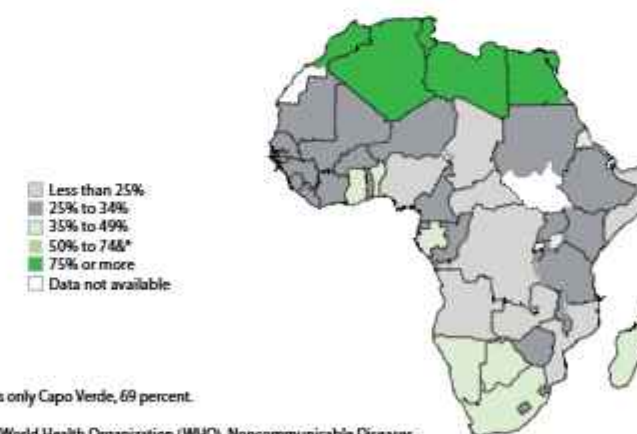 Less than 25%
25% to 34%
35% to 49%
50% to 74&*
75% or more
Data not available
only Capo Verde, 69 percent.
World Health Organization (WHO), Noncommunicable Diseases